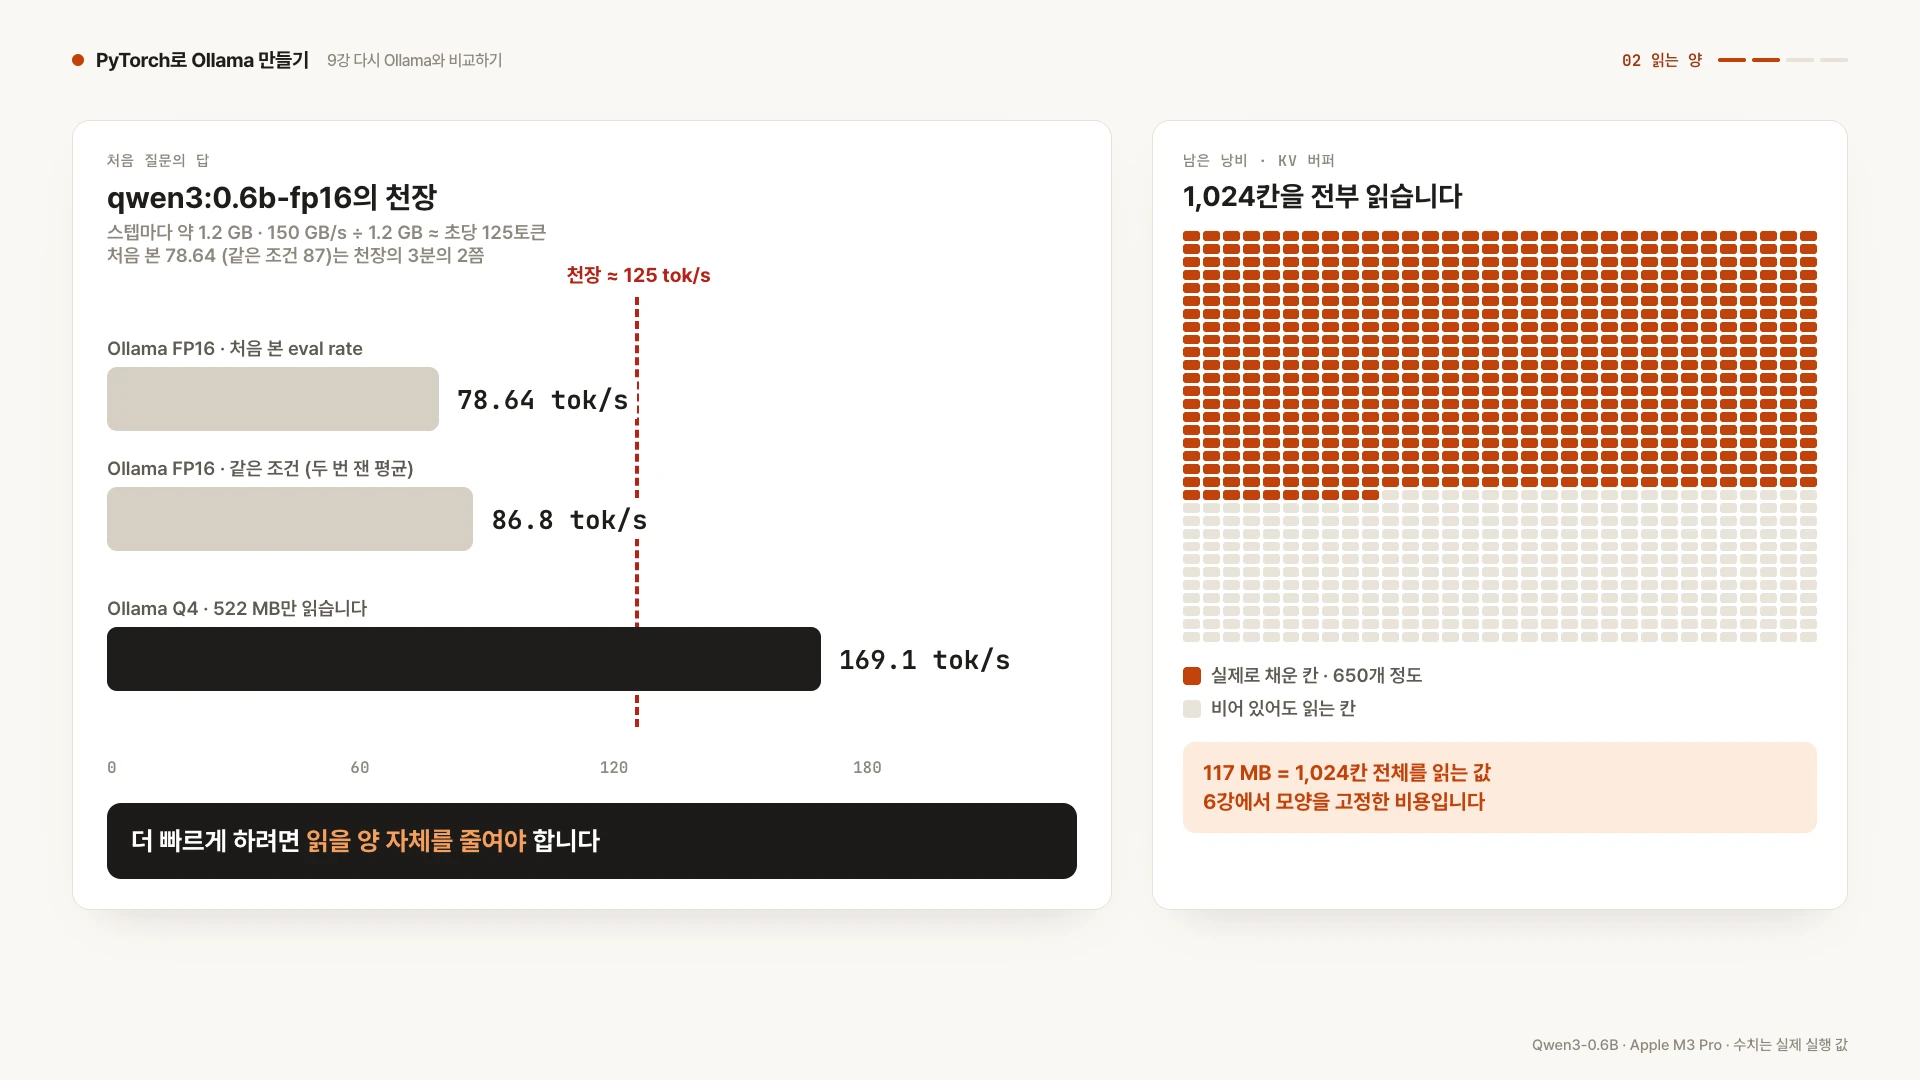 PyTorch로 Ollama 만들기
9강 다시 Ollama와 비교하기
02 읽는 양
처음 질문의 답
qwen3:0.6b-fp16의 천장
스텝마다 약 1.2 GB · 150 GB/s ÷ 1.2 GB ≈ 초당 125토큰
처음 본 78.64 (같은 조건 87)는 천장의 3분의 2쯤
천장 ≈ 125 tok/s
Ollama FP16 · 처음 본 eval rate
78.64 tok/s
Ollama FP16 · 같은 조건 (두 번 잰 평균)
86.8 tok/s
Ollama Q4 · 522 MB만 읽습니다
169.1 tok/s
0 60 120 180
더 빠르게 하려면 읽을 양 자체를 줄여야 합니다
남은 낭비 · KV 버퍼
1,024칸을 전부 읽습니다
실제로 채운 칸 · 650개 정도
비어 있어도 읽는 칸
117 MB = 1,024칸 전체를 읽는 값
6강에서 모양을 고정한 비용입니다
Qwen3-0.6B · Apple M3 Pro · 수치는 실제 실행 값